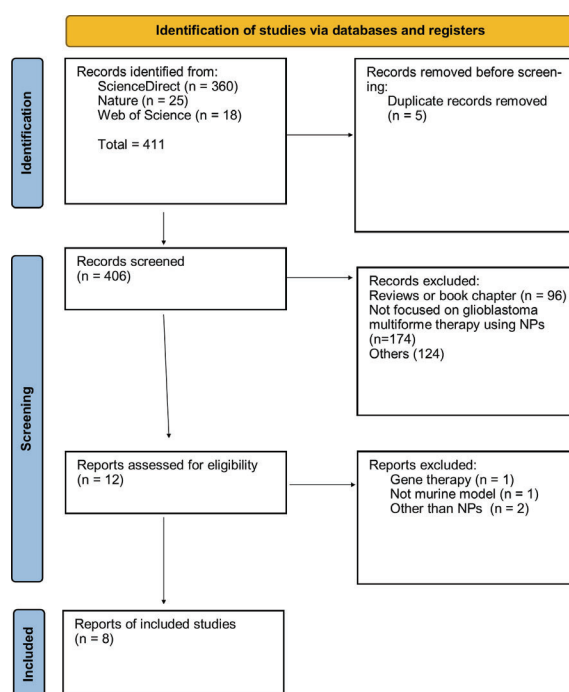 Identification of studies via databases and registers
Identification
Records identified from:
ScienceDirect (n = 360)
Nature (n = 25)
Web of Science (n = 18)
Total = 411
Records removed before screen-
ing:
Duplicate records removed
(n = 5)
Screening
Records screened
(n = 406)
Records excluded:
Reviews or book chapter (n = 96)
Not focused on glioblastoma
multiforme therapy using NPs
(n=174)
Others (124)
Reports assessed for eligibility
(n = 12)
Reports excluded:
Gene therapy (n = 1)
Not murine model (n = 1)
Other than NPs (n = 2)
Included
Reports of included studies
(n = 8)